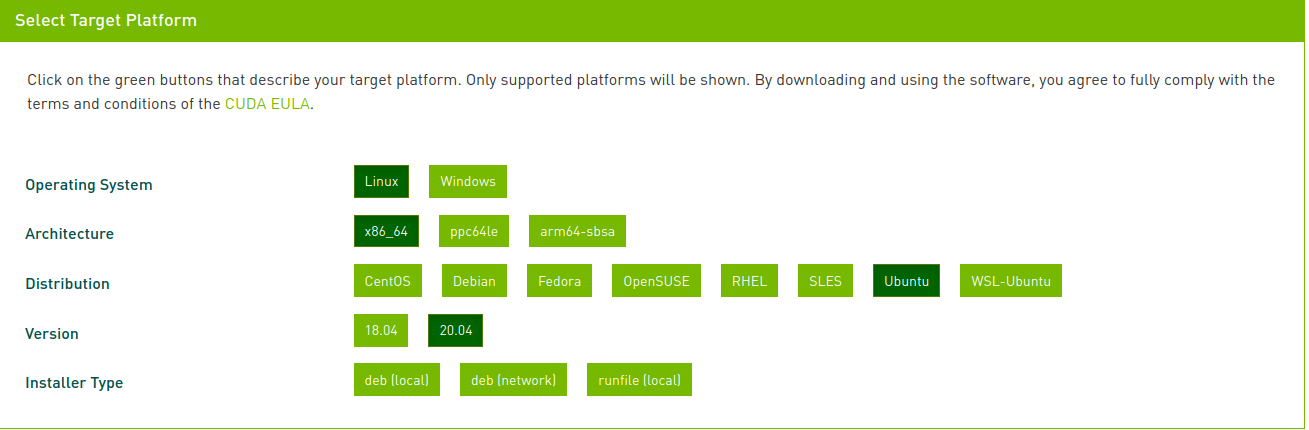 Select Target Platform
Click on the green buttons that describe your target platform. Only supported platforms will be shown. By downloading and using the software, you agree to fully comply with the
terms and conditions of the CUDA EULA.
Operating System Linux Windows
Architecture x86_64 ppc64le arm64-sbsa
Distribution CentOS Debian Fedora OpenSUSE RHEL SLES Ubuntu WSL-Ubuntu
Version 18.04 20.04
Installer Type deb (local) deb (network) runfile (local)